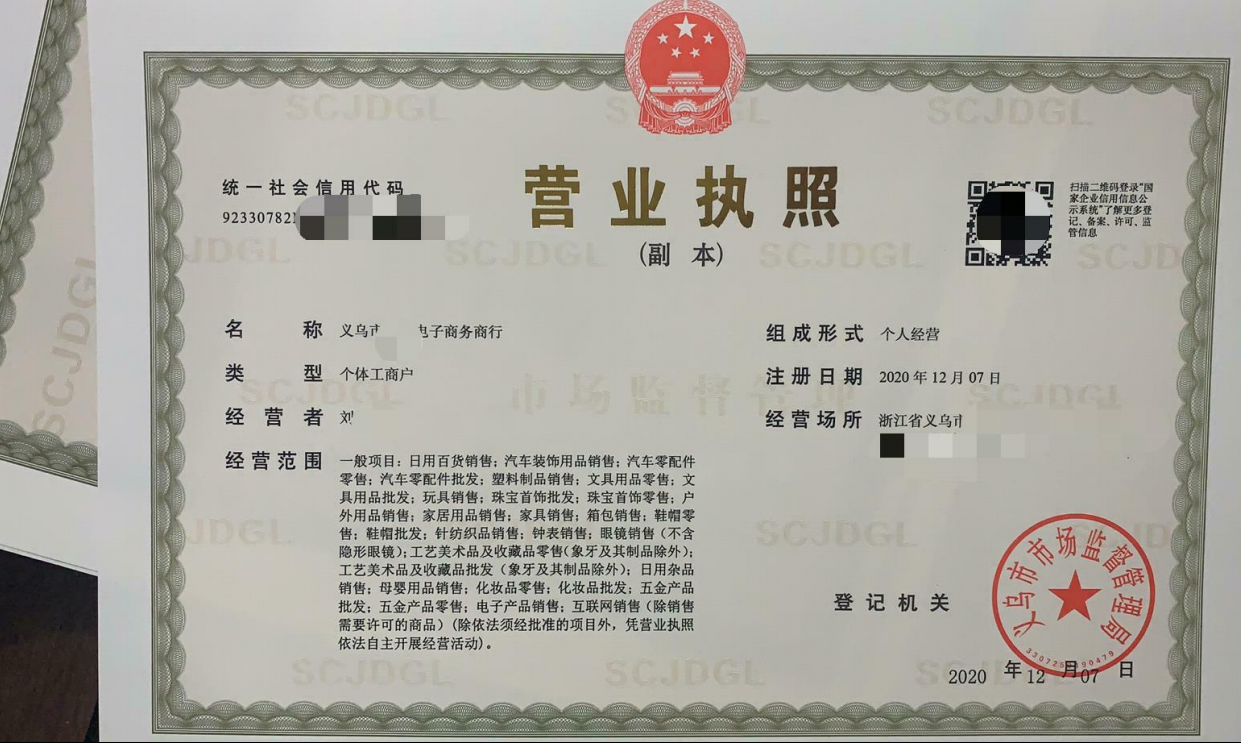 统一社会信用代码
92330782
营业执照
(副 本)
扫描二维码登录"国
家企业信用信息公
示系统"了解更多登
记、备案、许可、监
管信息
名 称 义乌市 电子商务商行
类 型 个体工商户
经 营 者 刘
经营范围 一般项目：日用百货销售；汽车装饰用品销售；汽车零配件
零售；汽车零配件批发；塑料制品销售；文具用品零售；文
具用品批发；玩具销售；珠宝首饰批发；珠宝首饰零售；户
外用品销售；家居用品销售；家具销售；箱包销售；鞋帽零
售；鞋帽批发；针纺织品销售；钟表销售；眼镜销售（不含
隐形眼镜）；工艺美术品及收藏品零售（象牙及其制品除外）；
工艺美术品及收藏品批发（象牙及其制品除外）；日用杂品
销售；母婴用品销售；化妆品零售；化妆品批发；五金产品
批发；五金产品零售；电子产品销售；互联网销售（除销售
需要许可的商品）(除依法须经批准的项目外，凭营业执照
依法自主开展经营活动)。
组成形式 个人经营
注册日期 2020 年 12 月 07 日
经营场所 浙江省义乌市
登记机关
义乌市市场监督管理局
2020 年 12 月 07 日
SCJDGL
市场监督管理